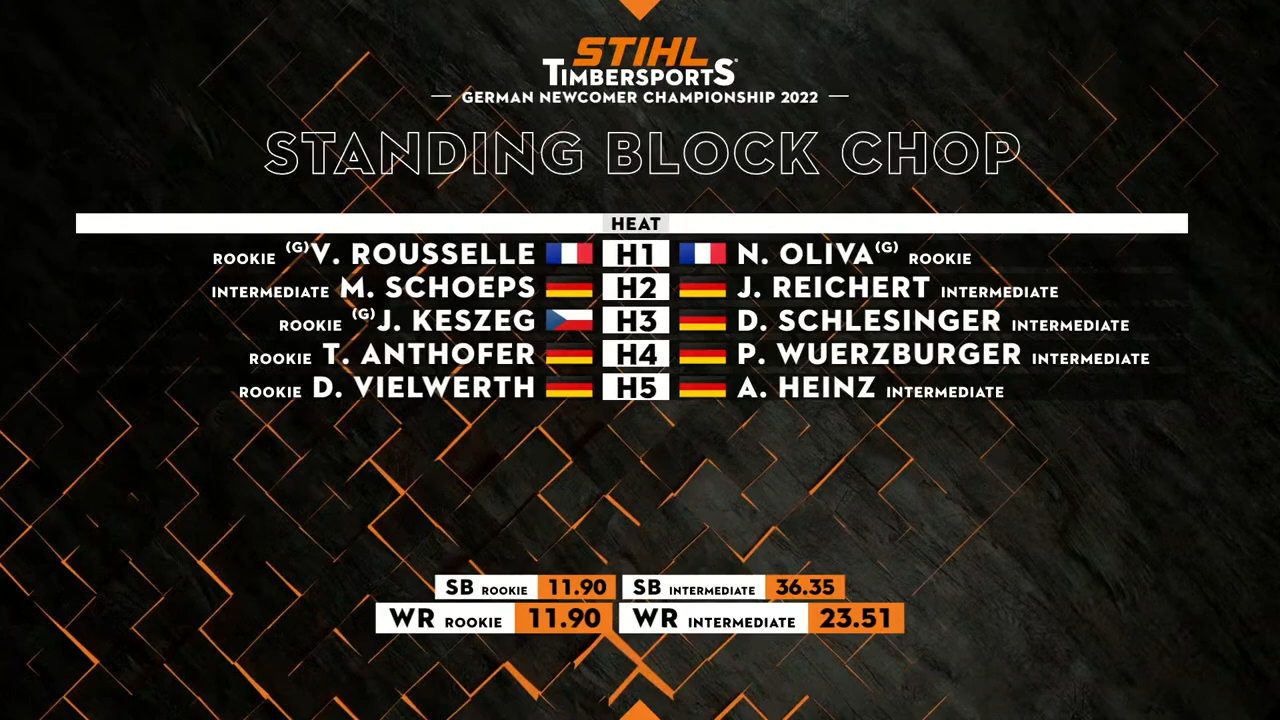 STIHL
TIMBERSPORTS®
GERMAN NEWCOMER CHAMPIONSHIP 2022
STANDING BLOCK CHOP
HEAT
ROOKIE (G)V. ROUSSELLE H1 N. OLIVA(G) ROOKIE
INTERMEDIATE M. SCHOEPS H2 J. REICHERT INTERMEDIATE
ROOKIE (G)J. KESZEG H3 D. SCHLESINGER INTERMEDIATE
ROOKIE T. ANTHOFER H4 P. WUERZBURGER INTERMEDIATE
ROOKIE D. VIELWERTH H5 A. HEINZ INTERMEDIATE
SB ROOKIE 11.90 SB INTERMEDIATE 36.35
WR ROOKIE 11.90 WR INTERMEDIATE 23.51